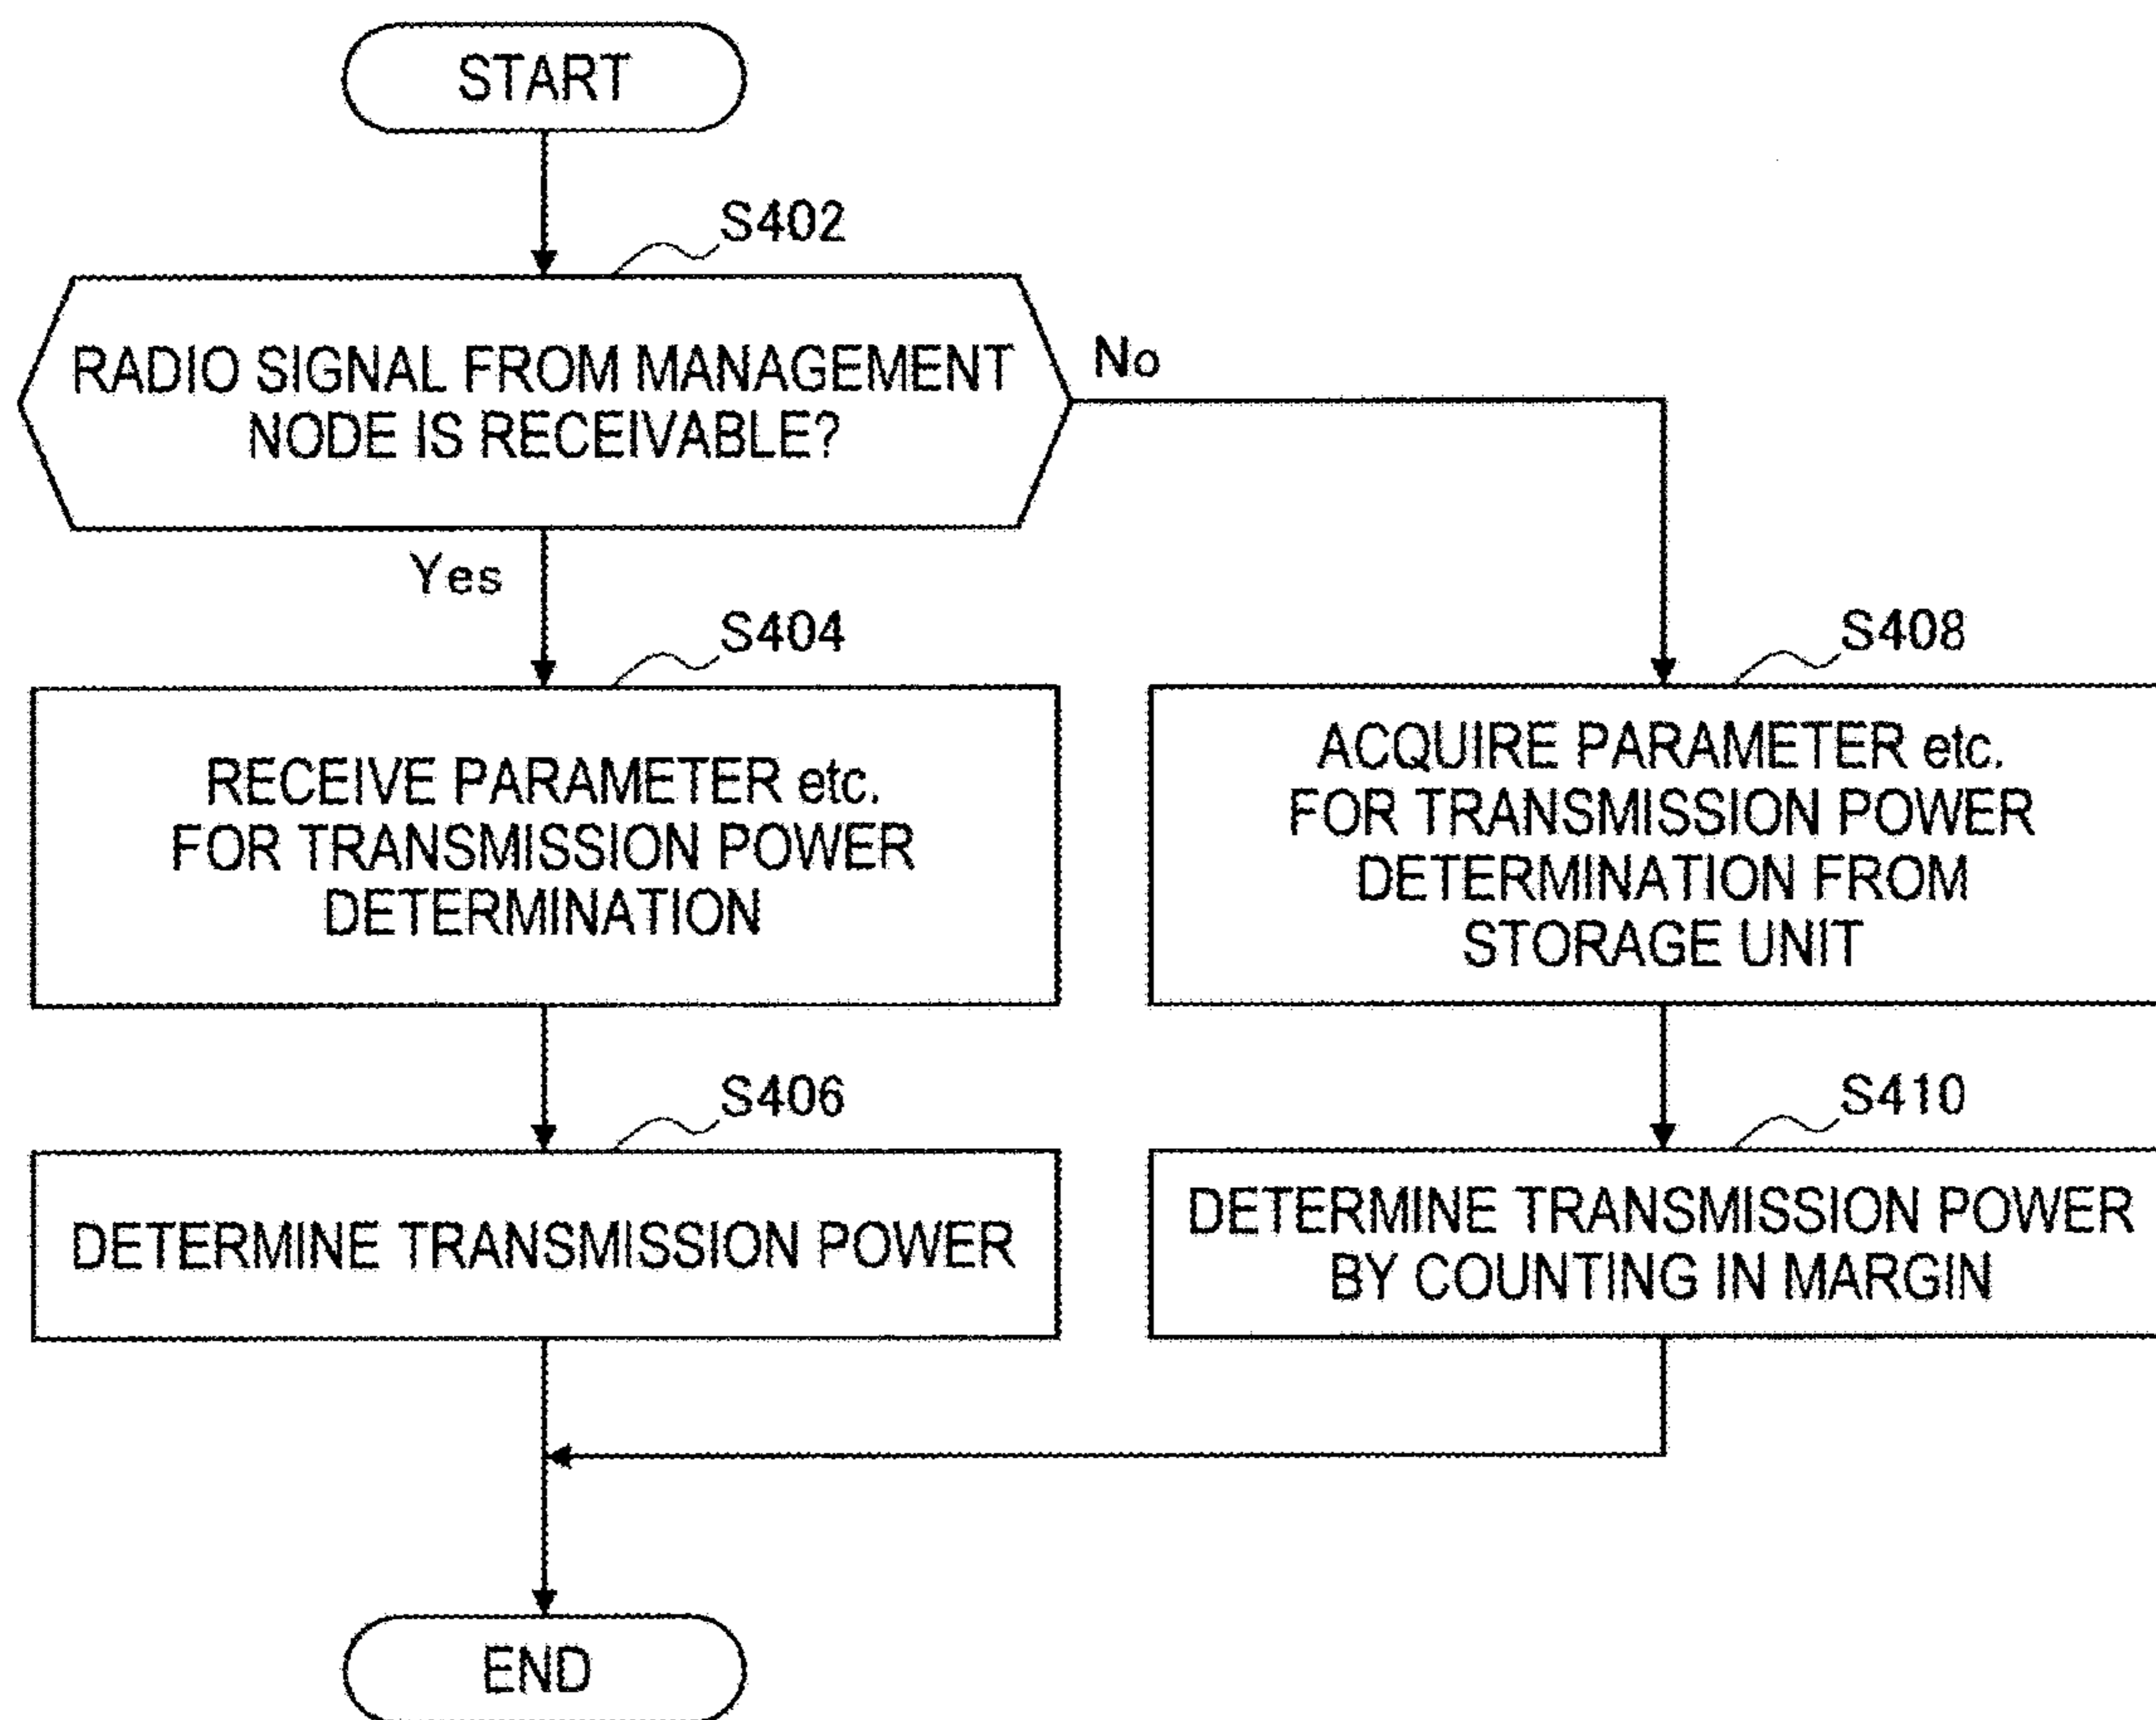 START
S402
RADIO SIGNAL FROM MANAGEMENT
NODE IS RECEIVABLE?
No
Yes
S404
RECEIVE PARAMETER etc.
FOR TRANSMISSION POWER
DETERMINATION
S408
ACQUIRE PARAMETER etc.
FOR TRANSMISSION POWER
DETERMINATION FROM
STORAGE UNIT
S406
DETERMINE TRANSMISSION POWER
S410
DETERMINE TRANSMISSION POWER
BY COUNTING IN MARGIN
END